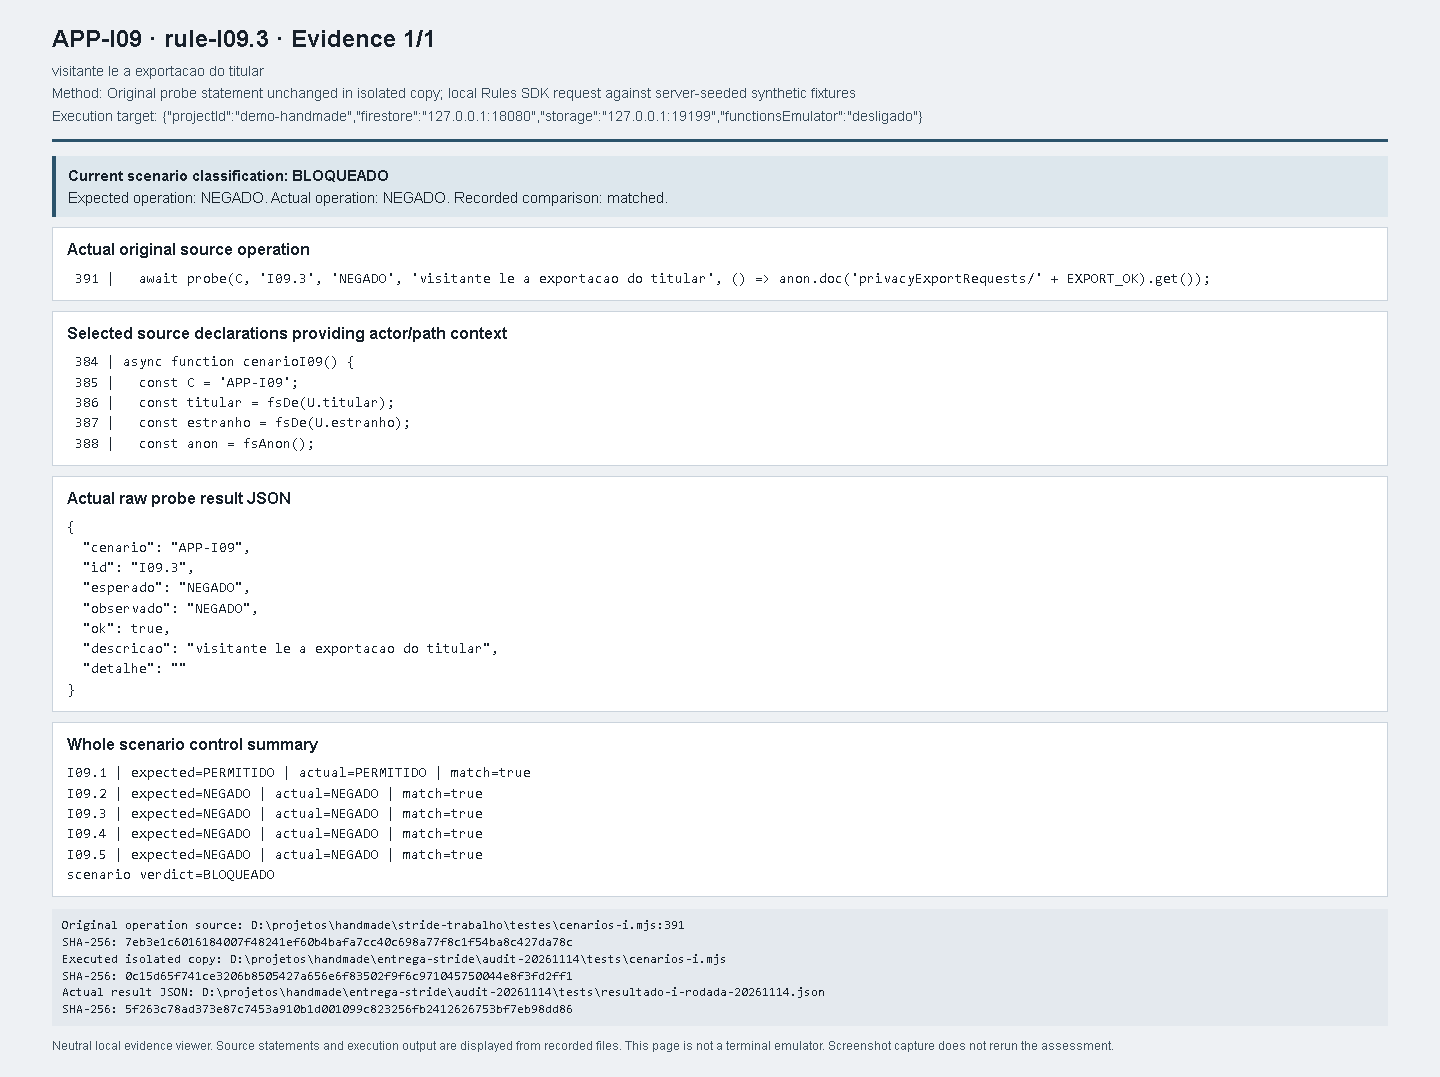 APP-I09 · rule-I09.3 · Evidence 1/1
visitante le a exportacao do titular
Method: Original probe statement unchanged in isolated copy; local Rules SDK request against server-seeded synthetic fixtures
Execution target: {"projectId":"demo-handmade","firestore":"127.0.0.1:18080","storage":"127.0.0.1:19199","functionsEmulator":"desligado"}
Current scenario classification: BLOQUEADO
Expected operation: NEGADO. Actual operation: NEGADO. Recorded comparison: matched.
Actual original source operation
391 |   await probe(C, 'I09.3', 'NEGADO', 'visitante le a exportacao do titular', () => anon.doc('privacyExportRequests/' + EXPORT_OK).get());
Selected source declarations providing actor/path context
384 | async function cenarioI09() {
385 |   const C = 'APP-I09';
386 |   const titular = fsDe(U.titular);
387 |   const estranho = fsDe(U.estranho);
388 |   const anon = fsAnon();
Actual raw probe result JSON
{
  "cenario": "APP-I09",
  "id": "I09.3",
  "esperado": "NEGADO",
  "observado": "NEGADO",
  "ok": true,
  "descricao": "visitante le a exportacao do titular",
  "detalhe": ""
}
Whole scenario control summary
I09.1 | expected=PERMITIDO | actual=PERMITIDO | match=true
I09.2 | expected=NEGADO | actual=NEGADO | match=true
I09.3 | expected=NEGADO | actual=NEGADO | match=true
I09.4 | expected=NEGADO | actual=NEGADO | match=true
I09.5 | expected=NEGADO | actual=NEGADO | match=true
scenario verdict=BLOQUEADO
Original operation source: D:\projetos\handmade\stride-trabalho\testes\cenarios-i.mjs:391
SHA-256: 7eb3e1c6016184007f48241ef60b4bafa7cc40c698a77f8c1f54ba8c427da78c
Executed isolated copy: D:\projetos\handmade\entrega-stride\audit-20261114\tests\cenarios-i.mjs
SHA-256: 0c15d65f741ce3206b8505427a656e6f83502f9f6c971045750044e8f3fd2ff1
Actual result JSON: D:\projetos\handmade\entrega-stride\audit-20261114\tests\resultado-i-rodada-20261114.json
SHA-256: 5f263c78ad373e87c7453a910b1d001099c823256fb2412626753bf7eb98dd86
Neutral local evidence viewer. Source statements and execution output are displayed from recorded files. This page is not a terminal emulator. Screenshot capture does not rerun the assessment.